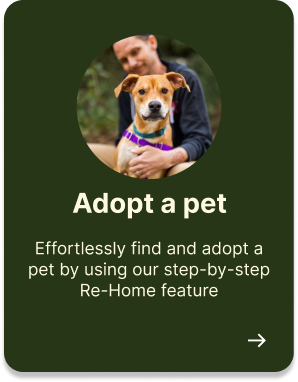 Adopt a pet
Effortlessly find and adopt a
pet by using our step-by-step
Re-Home feature